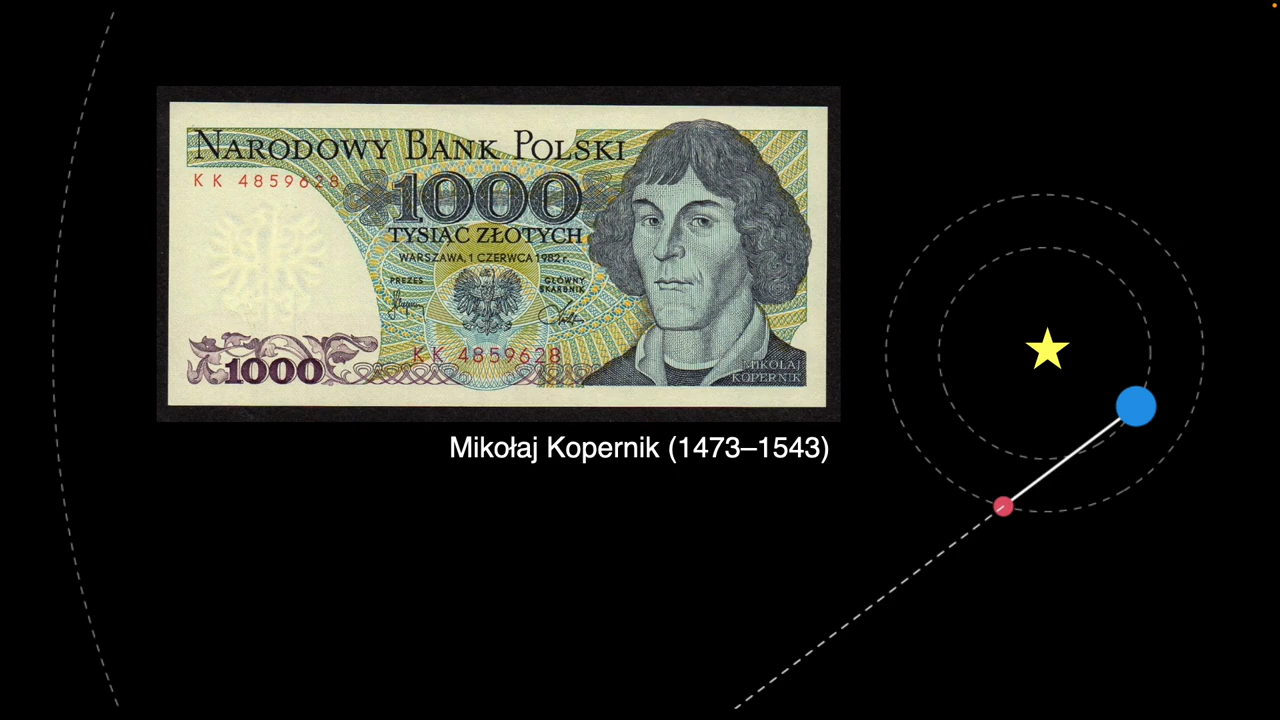 NARODOWY BANK POLSKI
KK 4859628
1000
TYSIĄC ZŁOTYCH
WARSZAWA, 1 CZERWCA 1982 r.
PREZES
GŁÓWNY
SKARBNIK
KK 4859628
1000
MIKOŁAJ
KOPERNIK
Mikołaj Kopernik (1473–1543)